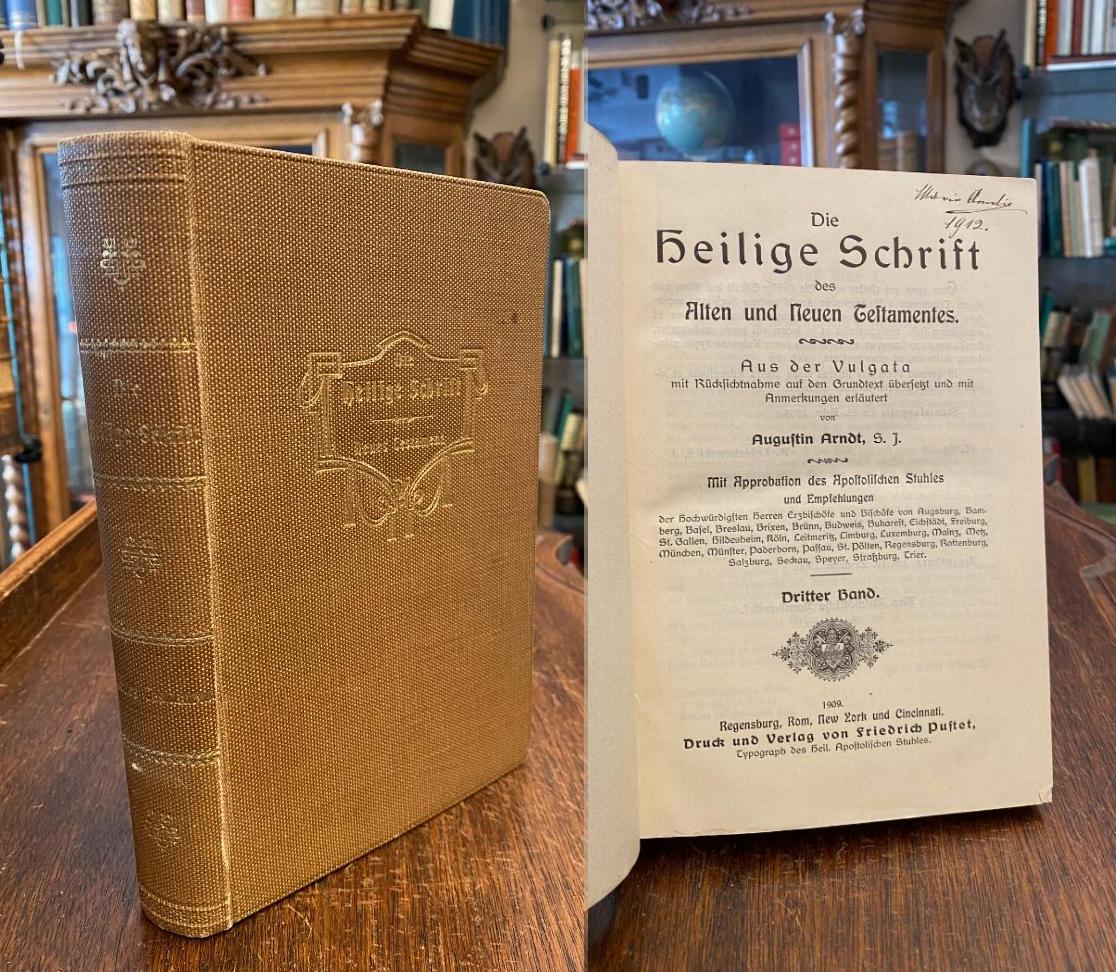 Die
Heilige Schrift
Die
Heilige Schrift
des
Alten und Neuen Testamentes.
Aus der Vulgata
mit Rücksichtnahme auf den Grundtext übersetzt und mit
Anmerkungen erläutert
von
Augustin Arndt, S. J.
Mit Approbation des Apostolischen Stuhles
und Empfehlungen
der Hochwürdigsten Herren Erzbischöfe und Bischöfe von Augsburg, Bam-
berg, Basel, Breslau, Brixen, Brünn, Budweis, Bukarest, Eichstädt, Freiburg,
St. Gallen, Hildesheim, Köln, Leitmeritz, Limburg, Luxemburg, Mainz, Metz,
München, Münster, Paderborn, Passau, St. Pölten, Regensburg, Rottenburg,
Salzburg, Seckau, Speyer, Straßburg, Trier.
Dritter Band.
1909.
Regensburg, Rom, New York und Cincinnati.
Druck und Verlag von Friedrich Pustet,
Typograph des Heil. Apostolischen Stuhles.
1912.